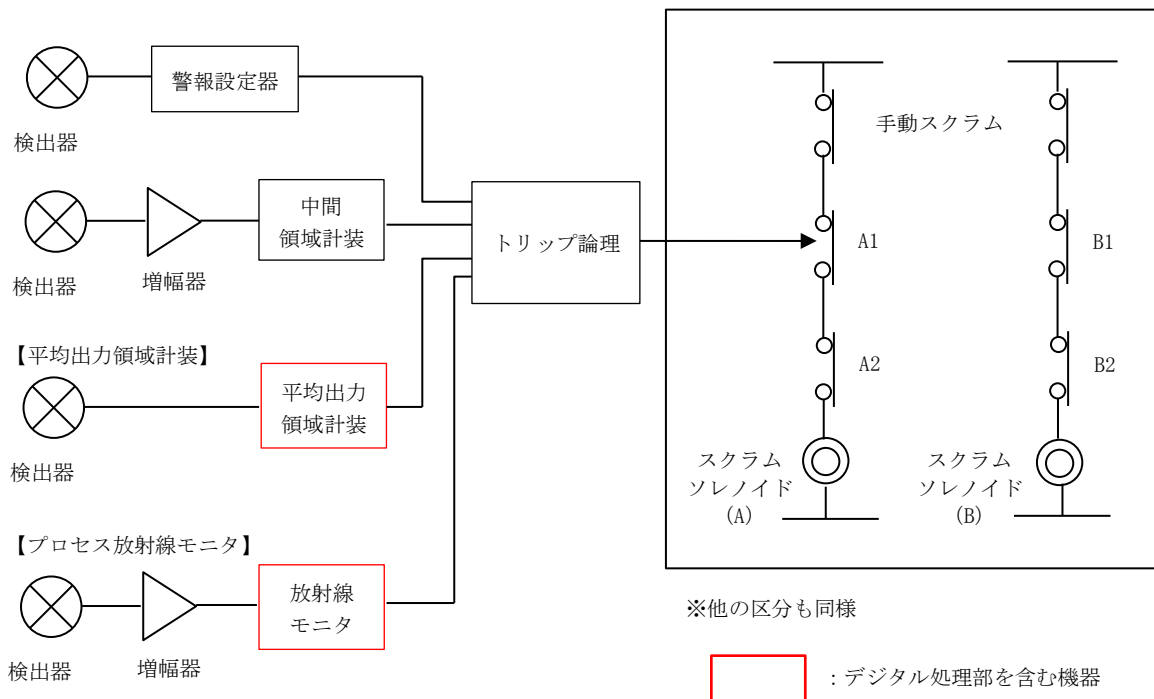 警報設定器
検出器
中間
領域計装
検出器
増幅器
【平均出力領域計装】
平均出力
領域計装
検出器
【プロセス放射線モニタ】
放射線
モニタ
検出器
増幅器
トリップ論理
手動スクラム
A1
B1
A2
B2
スクラム
ソレノイド
(A)
スクラム
ソレノイド
(B)
※他の区分も同様
：デジタル処理部を含む機器